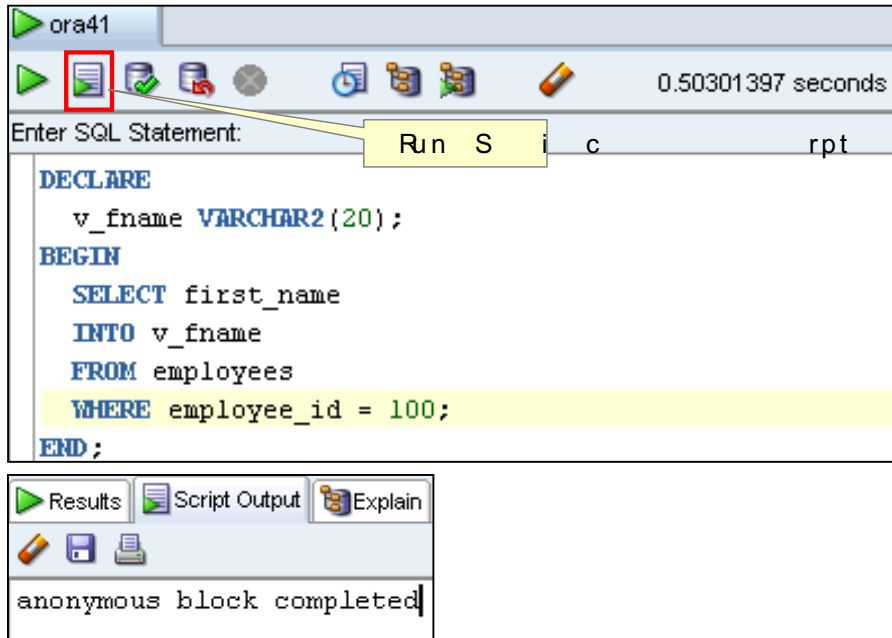 ora41
0.50301397 seconds
Enter SQL Statement:
Run S i c rpt
DECLARE
v_fname VARCHAR2(20);
BEGIN
SELECT first_name
INTO v_fname
FROM employees
WHERE employee_id = 100;
END;
Results Script Output Explain
anonymous block completed